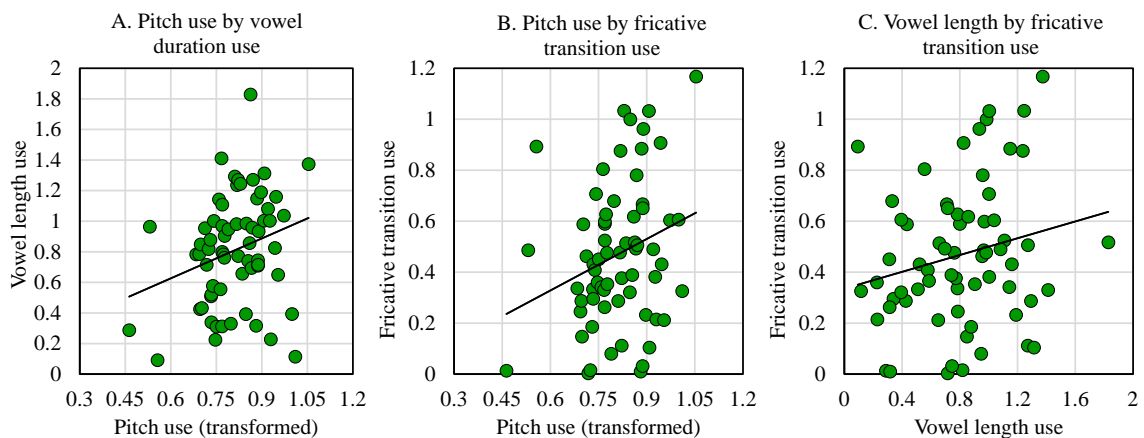 A. Pitch use by vowel
duration use
Vowel length use
2
1.8
1.6
1.4
1.2
1
0.8
0.6
0.4
0.2
0
0.3 0.45 0.6 0.75 0.9 1.05 1.2
Pitch use (transformed)
B. Pitch use by fricative
transition use
Fricative transition use
1.2
1
0.8
0.6
0.4
0.2
0
0.3 0.45 0.6 0.75 0.9 1.05 1.2
Pitch use (transformed)
C. Vowel length by fricative
transition use
Fricative transition use
1.2
1
0.8
0.6
0.4
0.2
0
0 0.4 0.8 1.2 1.6 2
Vowel length use